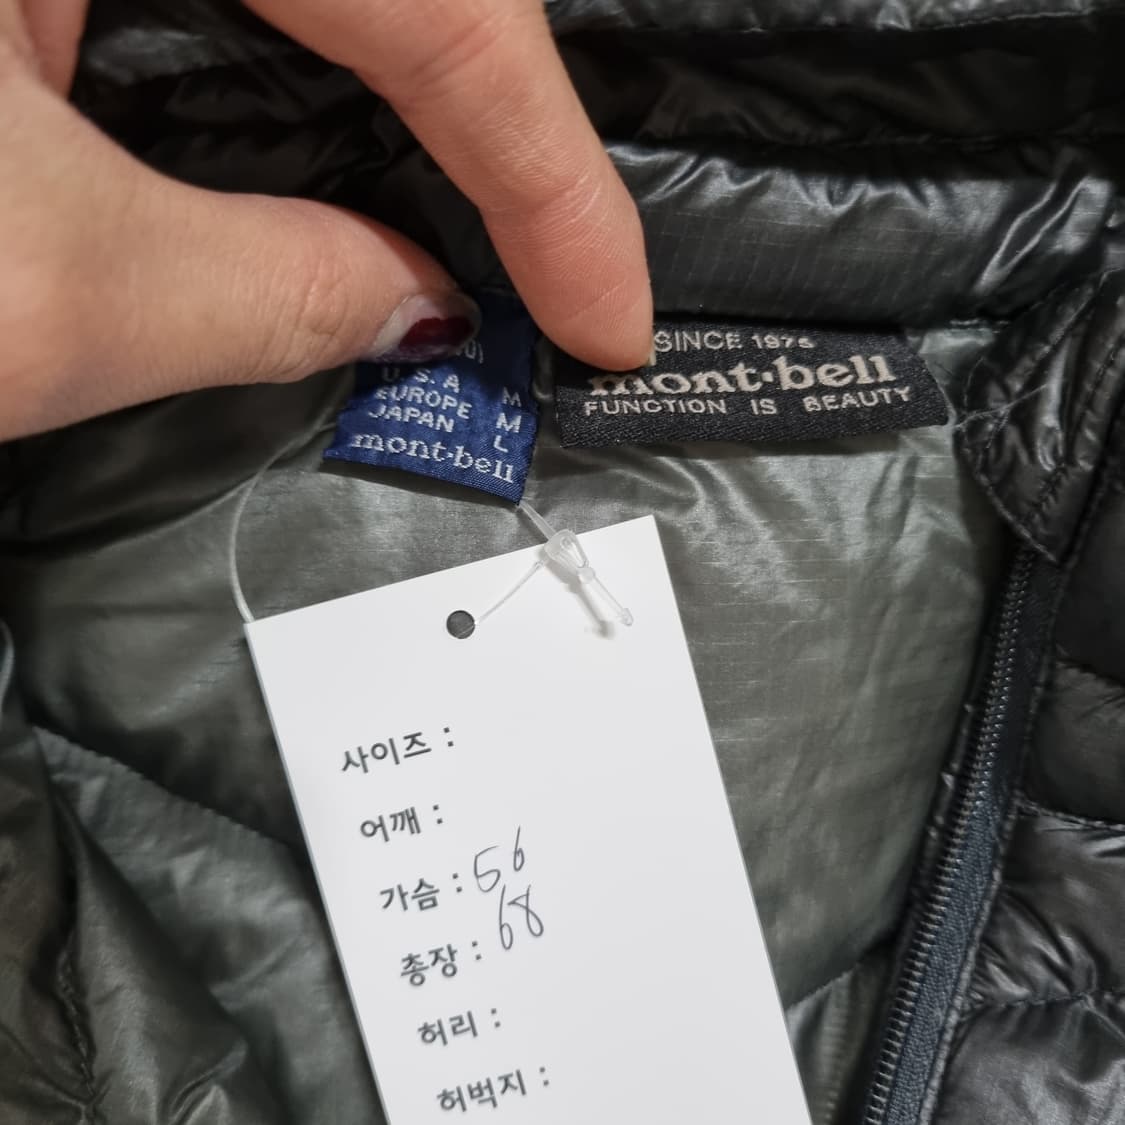 U.S.A M
EUROPE M
JAPAN L
mont·bell
SINCE 1975
mont·bell
FUNCTION IS BEAUTY
사이즈 :
어깨 :
가슴 : 56
총장 : 68
허리 :
허벅지 :